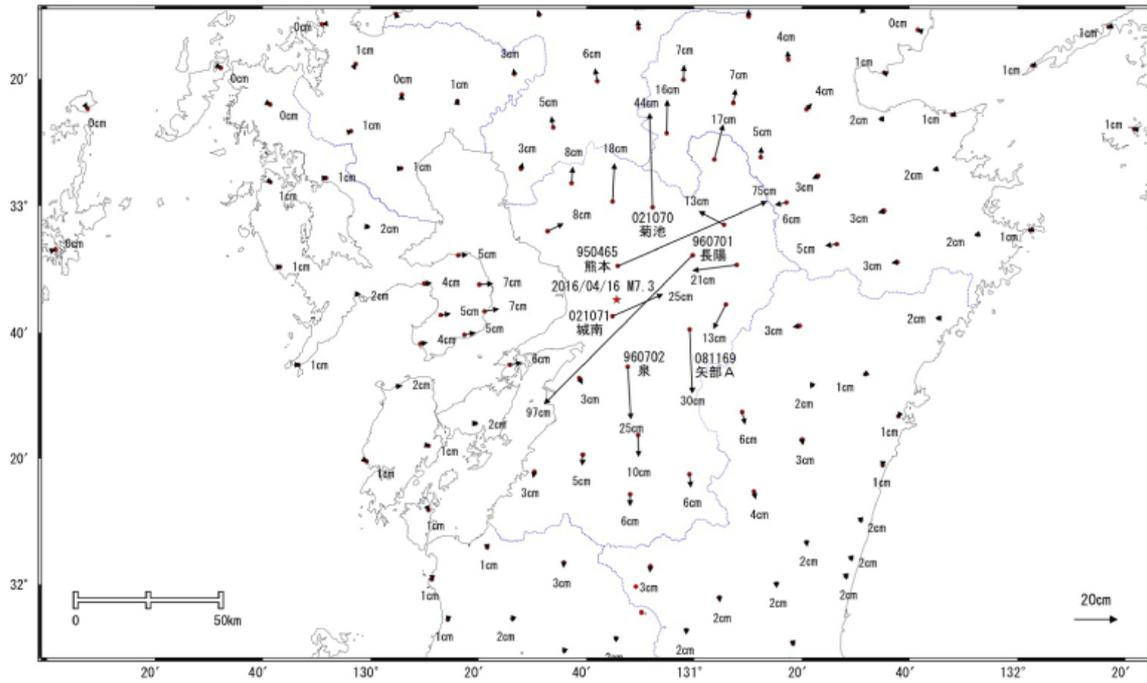 0cm
1cm
3cm
6cm
7cm
4cm
0cm
1cm
1cm
20′
0cm
0cm
1cm
7cm
16cm
44cm
5cm
4cm
1cm
0cm
0cm
1cm
3cm
8cm
18cm
17cm
5cm
2cm
1cm
1cm
1cm
1cm
1cm
2cm
33′
75cm
13cm
3cm
2cm
8cm
021070
菊池
6cm
3cm
0cm
2cm
5cm
950465
熊本
960701
長陽
5cm
2cm
1cm
1cm
4cm
7cm
2016/04/16 M7.3
21cm
3cm
2cm
5cm
7cm
25cm
021071
城南
40′
4cm
5cm
13cm
3cm
2cm
1cm
6cm
960702
泉
081169
矢部A
2cm
3cm
30cm
2cm
1cm
97cm
2cm
25cm
6cm
1cm
20′
1cm
1cm
5cm
10cm
3cm
3cm
6cm
6cm
4cm
1cm
1cm
2cm
1cm
3cm
2cm
2cm
32′
1cm
3cm
2cm
2cm
2cm
20cm
0
50km
1cm
2cm
2cm
2cm
20′
40′
130°
20′
40′
131°
20′
40′
132°
20′